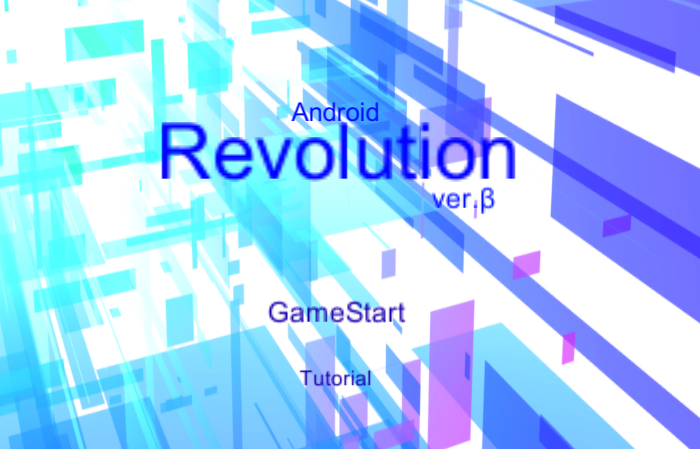 Android
Revolution
ver.β
GameStart
Tutorial